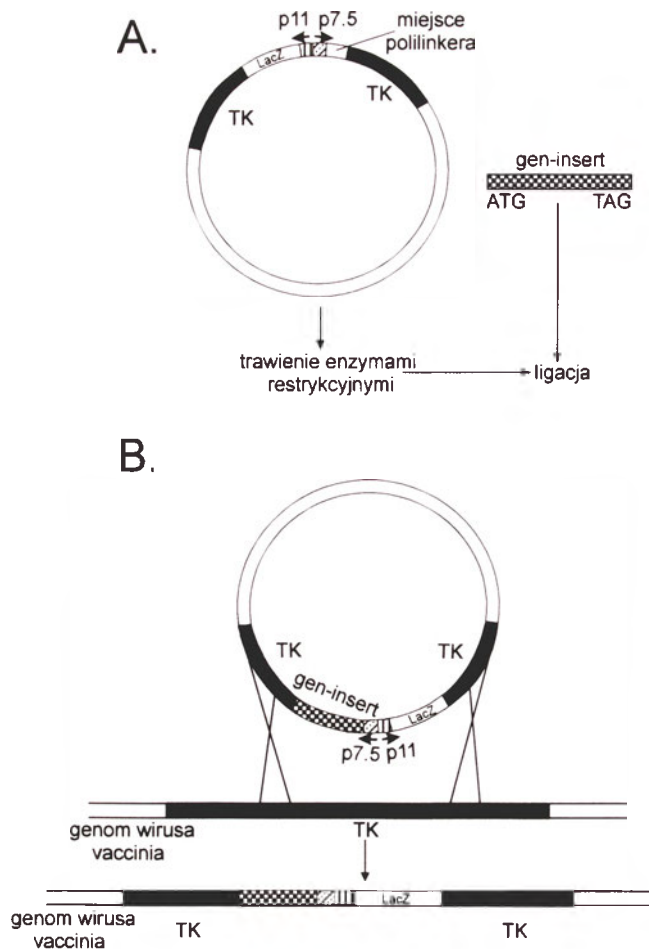 A.
p11 p7.5
miejsce
polilinkera
LacZ
TK
TK
gen-insert
ATG TAG
trawienie enzymami
restrykcyjnymi
ligacja
B.
TK
TK
gen-insert
LacZ
p7.5 p11
genom wirusa
vaccinia
TK
LacZ
genom wirusa
vaccinia
TK
TK